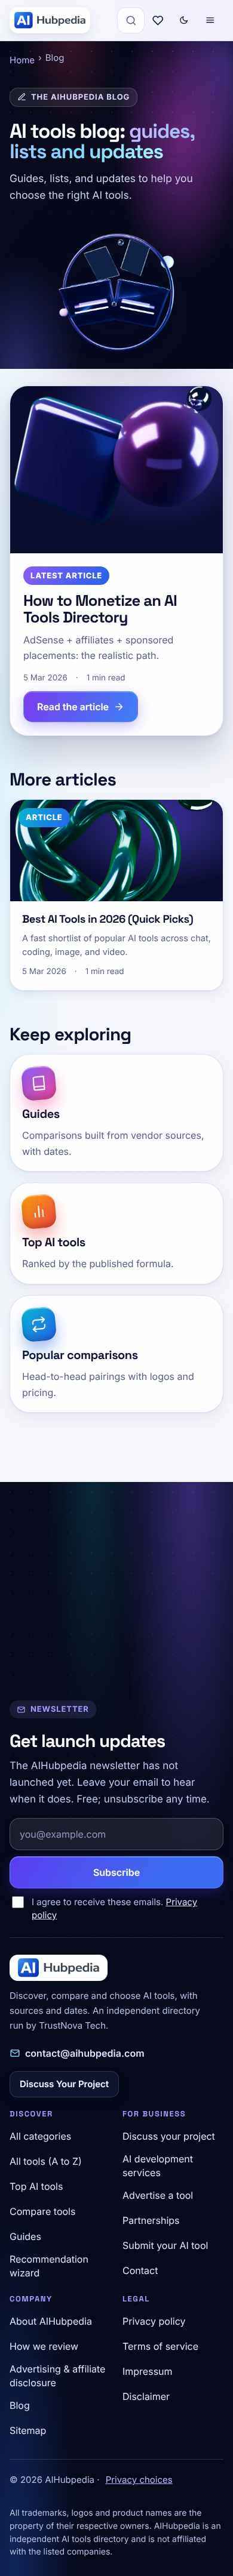 AI Hubpedia
Home › Blog
THE AIHUBPEDIA BLOG
AI tools blog: guides,
lists and updates
Guides, lists, and updates to help you
choose the right AI tools.
LATEST ARTICLE
How to Monetize an AI
Tools Directory
AdSense + affiliates + sponsored
placements: the realistic path.
5 Mar 2026 · 1 min read
Read the article →
More articles
ARTICLE
Best AI Tools in 2026 (Quick Picks)
A fast shortlist of popular AI tools across chat,
coding, image, and video.
5 Mar 2026 · 1 min read
Keep exploring
Guides
Comparisons built from vendor sources,
with dates.
Top AI tools
Ranked by the published formula.
Popular comparisons
Head-to-head pairings with logos and
pricing.
NEWSLETTER
Get launch updates
The AIHubpedia newsletter has not
launched yet. Leave your email to hear
when it does. Free; unsubscribe any time.
you@example.com
Subscribe
I agree to receive these emails. Privacy
policy
AI Hubpedia
Discover, compare and choose AI tools, with
sources and dates. An independent directory
run by TrustNova Tech.
contact@aihubpedia.com
Discuss Your Project
DISCOVER
All categories
All tools (A to Z)
Top AI tools
Compare tools
Guides
Recommendation
wizard
FOR BUSINESS
Discuss your project
AI development
services
Advertise a tool
Partnerships
Submit your AI tool
Contact
COMPANY
About AIHubpedia
How we review
Advertising & affiliate
disclosure
Blog
Sitemap
LEGAL
Privacy policy
Terms of service
Impressum
Disclaimer
© 2026 AIHubpedia · Privacy choices
All trademarks, logos and product names are the
property of their respective owners. AIHubpedia is an
independent AI tools directory and is not affiliated
with the listed companies.